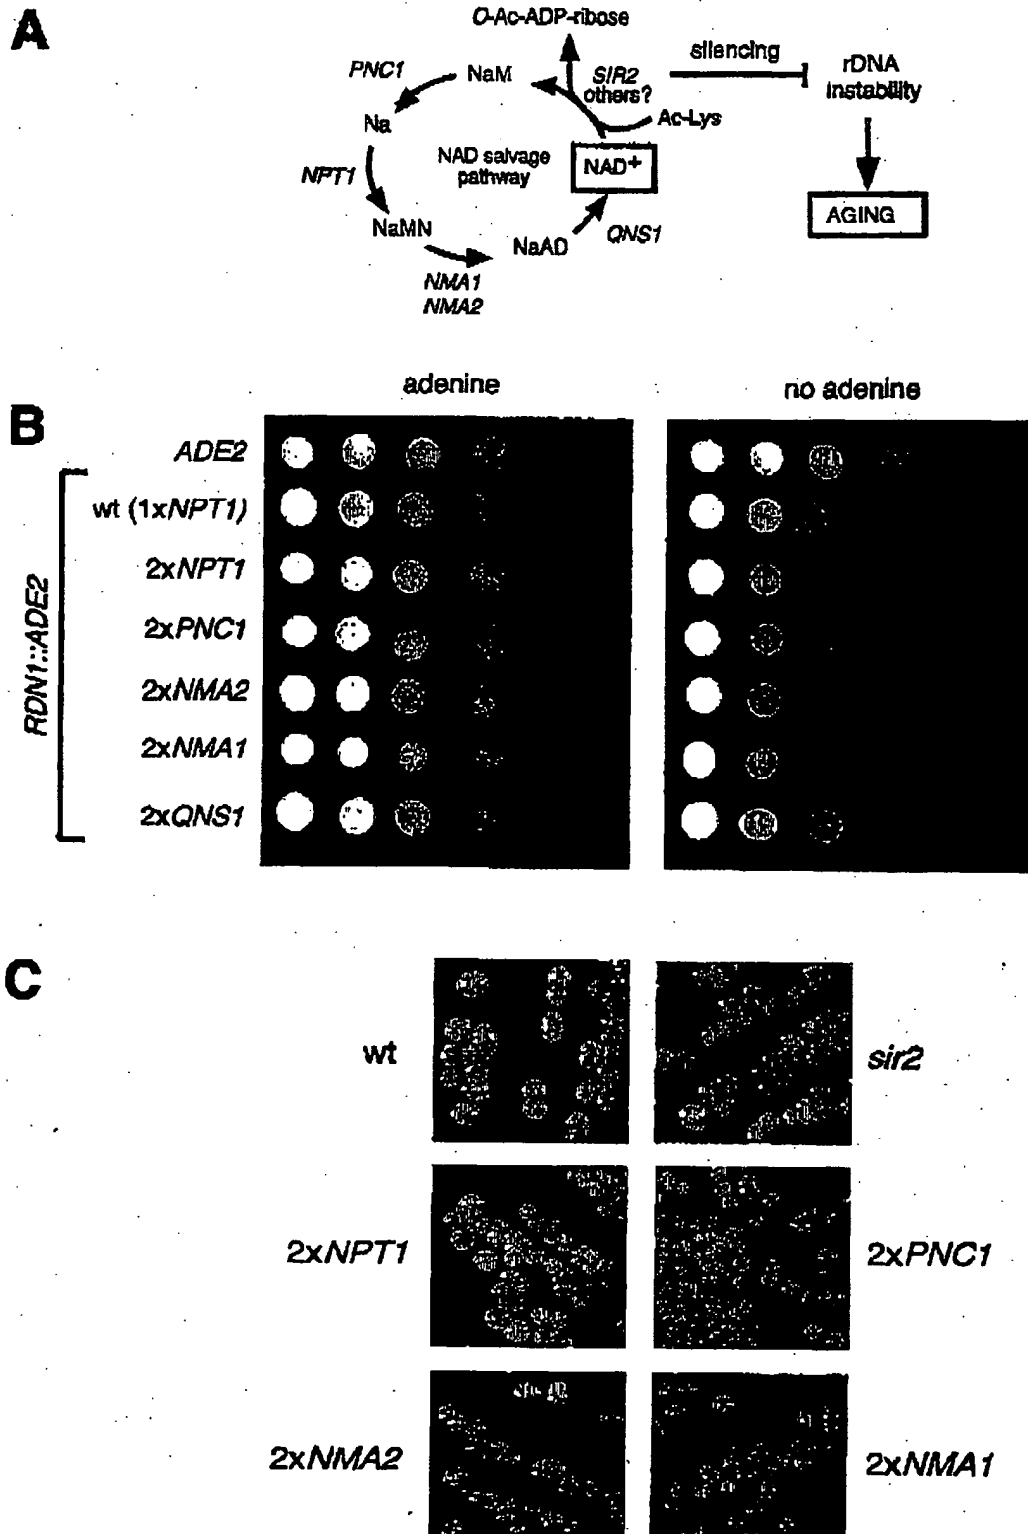 A
O-Ac-ADP-ribose
silencing
rDNA
instability
PNC1
NaM
SIR2
others?
Ac-Lys
Na
NAD salvage
pathway
NAD+
NPT1
AGING
NaMN
NaAD
QNS1
NMA1
NMA2
B
adenine
no adenine
ADE2
wt (1xNPT1)
2xNPT1
2xPNC1
2xNMA2
2xNMA1
2xQNS1
RDN1::ADE2
C
wt
sir2
2xNPT1
2xPNC1
2xNMA2
2xNMA1